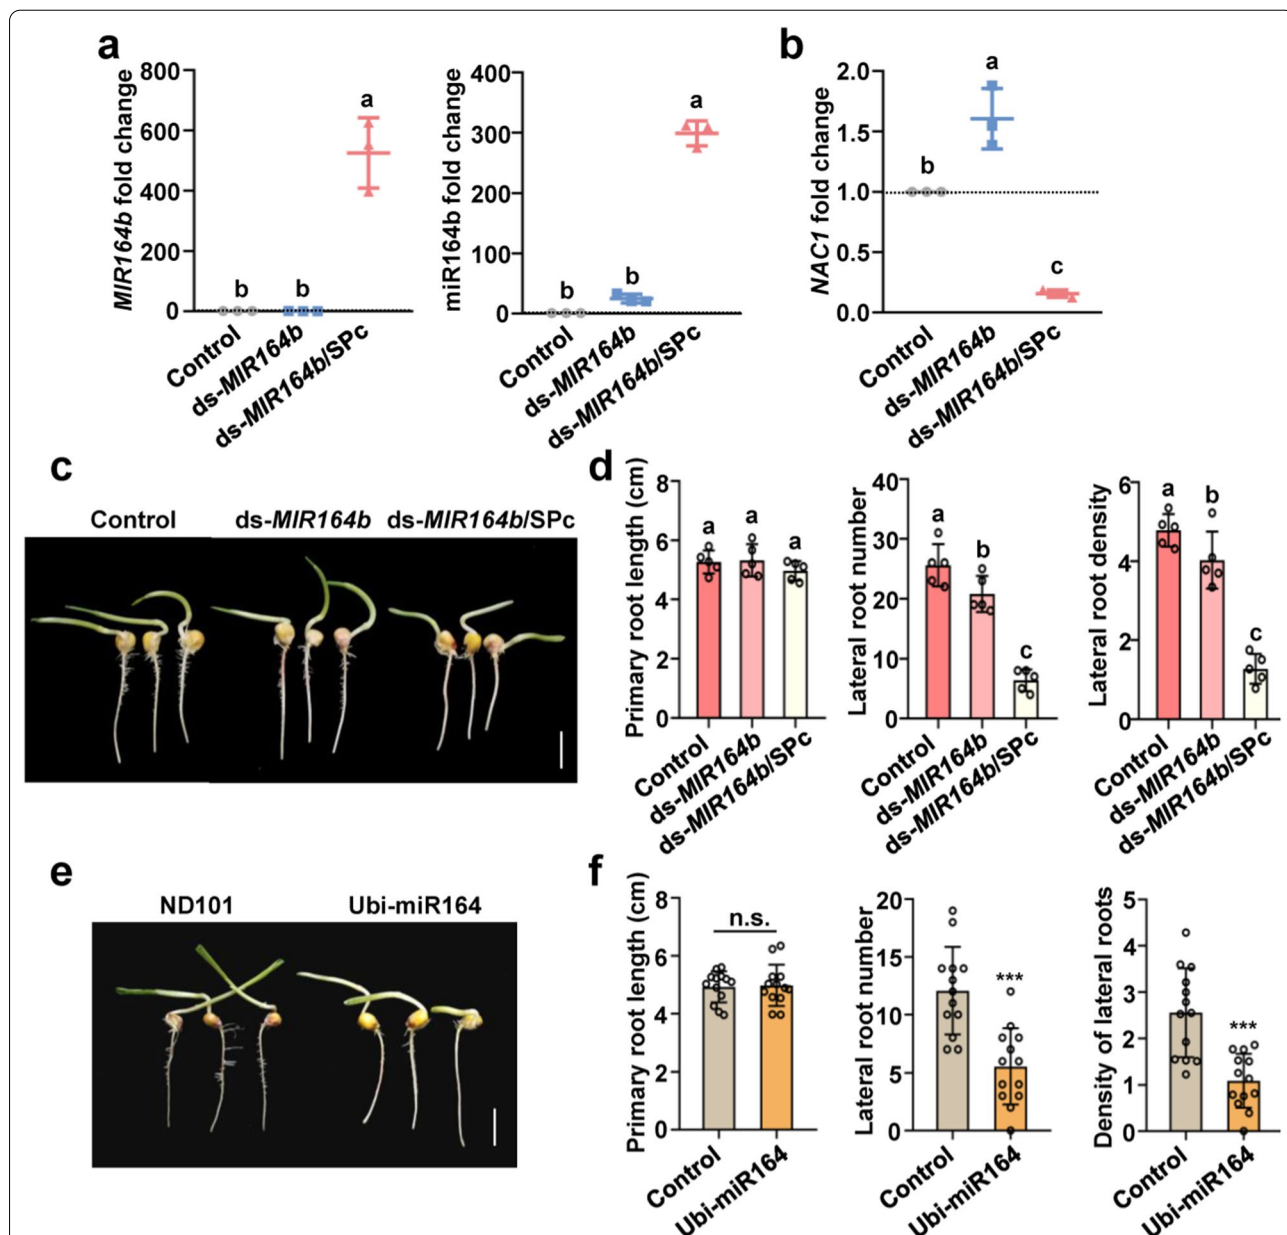 a
MIR164b fold change
800
600
400
200
0
b
b
a
Control
ds-MIR164b
ds-MIR164b/SPc
miR164b fold change
400
300
200
100
0
b
b
a
Control
ds-MIR164b
ds-MIR164b/SPc
b
NAC1 fold change
2.0
1.5
1.0
0.5
0.0
b
a
c
Control
ds-MIR164b
ds-MIR164b/SPc
c
Control
ds-MIR164b
ds-MIR164b/SPc
d
Primary root length (cm)
8
6
4
2
0
a
a
a
Control
ds-MIR164b
ds-MIR164b/SPc
Lateral root number
40
30
20
10
0
a
b
c
Control
ds-MIR164b
ds-MIR164b/SPc
Lateral root density
6
4
2
0
a
b
c
Control
ds-MIR164b
ds-MIR164b/SPc
e
ND101
Ubi-miR164
f
Primary root length (cm)
8
6
4
2
0
n.s.
Control
Ubi-miR164
Lateral root number
20
15
10
5
0
***
Control
Ubi-miR164
Density of lateral roots
5
4
3
2
1
0
***
Control
Ubi-miR164